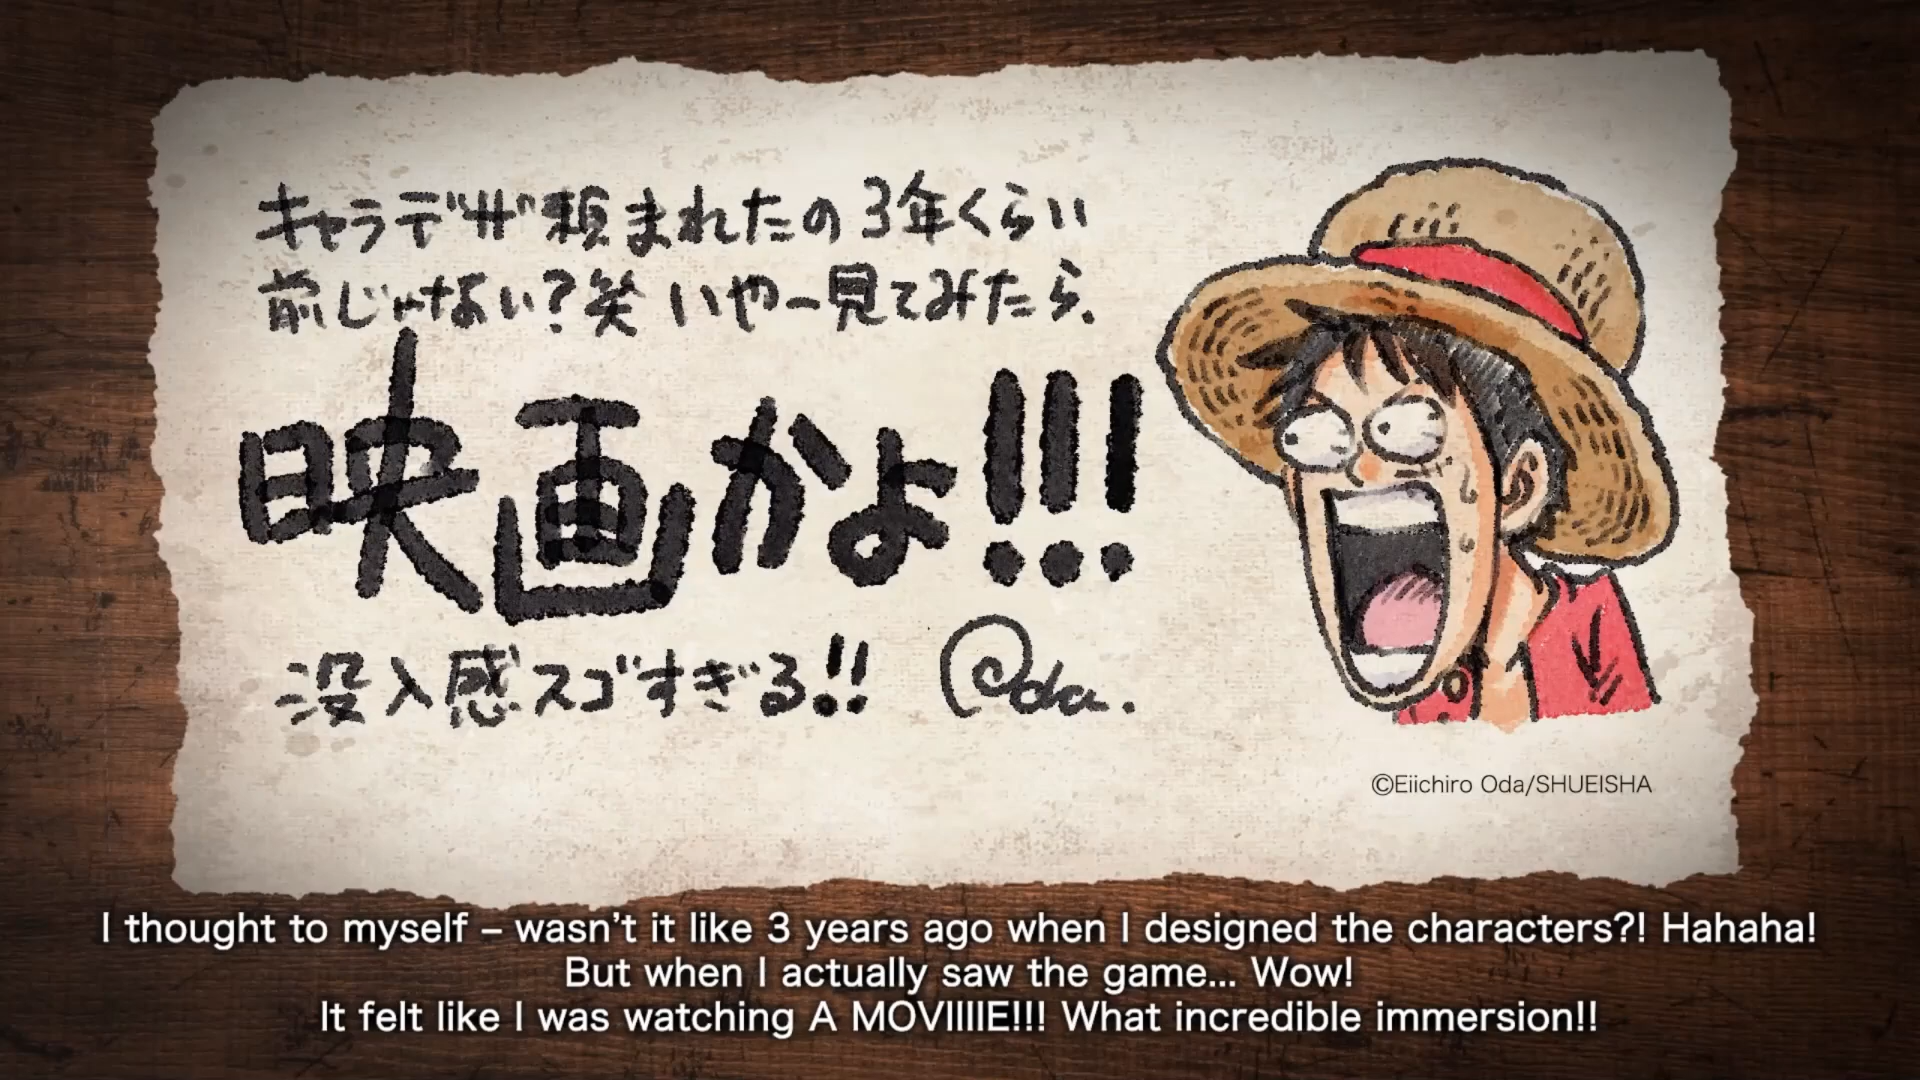 キャラデザ頼まれたの3年くらい
前じゃない?笑 いやー見てみたら、
映画かよ!!!
没入感スゴすぎる!! Oda.
©Eiichiro Oda/SHUEISHA
I thought to myself – wasn't it like 3 years ago when I designed the characters?! Hahaha!
But when I actually saw the game... Wow!
It felt like I was watching A MOVIIIIE!!! What incredible immersion!!